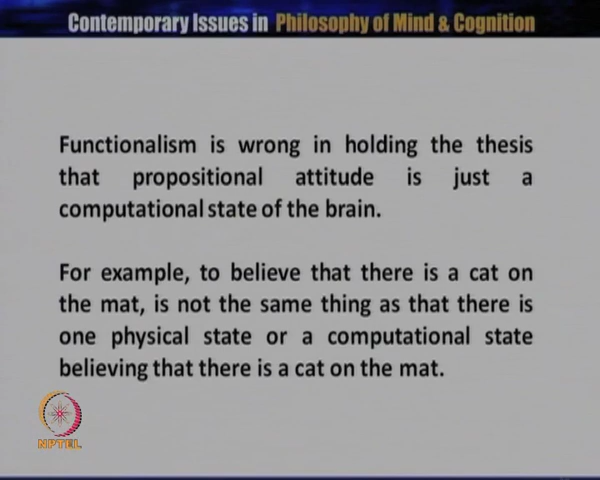 Contemporary Issues in Philosophy of Mind & Cognition
Functionalism is wrong in holding the thesis
that propositional attitude is just a
computational state of the brain.
For example, to believe that there is a cat on
the mat, is not the same thing as that there is
one physical state or a computational state
believing that there is a cat on the mat.
NPTEL